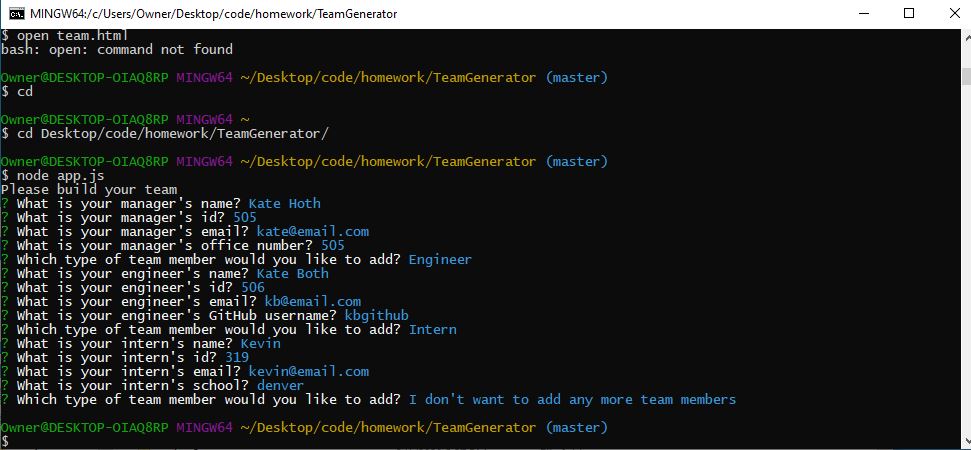 MINGW64:/c/Users/Owner/Desktop/code/homework/TeamGenerator
$ open team.html
bash: open: command not found
Owner@DESKTOP-OIAQ8RP MINGW64 ~/Desktop/code/homework/TeamGenerator (master)
$ cd
Owner@DESKTOP-OIAQ8RP MINGW64 ~
$ cd Desktop/code/homework/TeamGenerator/
Owner@DESKTOP-OIAQ8RP MINGW64 ~/Desktop/code/homework/TeamGenerator (master)
$ node app.js
Please build your team
? What is your manager's name? Kate Hoth
? What is your manager's id? 505
? What is your manager's email? kate@email.com
? What is your manager's office number? 505
? Which type of team member would you like to add? Engineer
? What is your engineer's name? Kate Both
? What is your engineer's id? 506
? What is your engineer's email? kb@email.com
? What is your engineer's GitHub username? kbgithub
? Which type of team member would you like to add? Intern
? What is your intern's name? Kevin
? What is your intern's id? 319
? What is your intern's email? kevin@email.com
? What is your intern's school? denver
? Which type of team member would you like to add? I don't want to add any more team members
Owner@DESKTOP-OIAQ8RP MINGW64 ~/Desktop/code/homework/TeamGenerator (master)
$